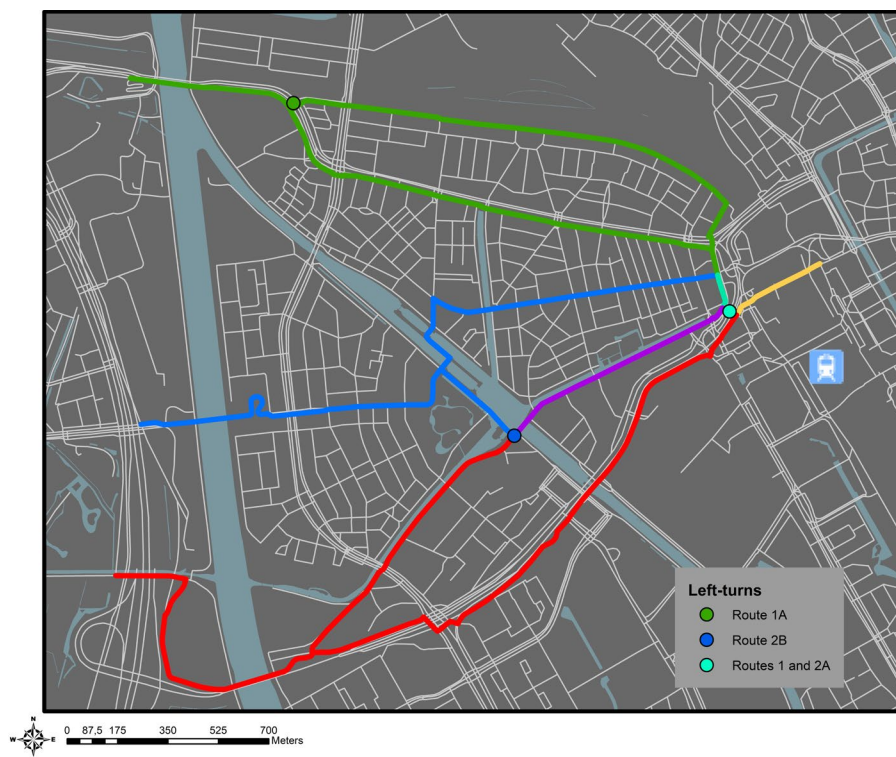 Left-turns
Route 1A
Route 2B
Routes 1 and 2A
N
W E
S
0 87,5 175 350 525 700
Meters